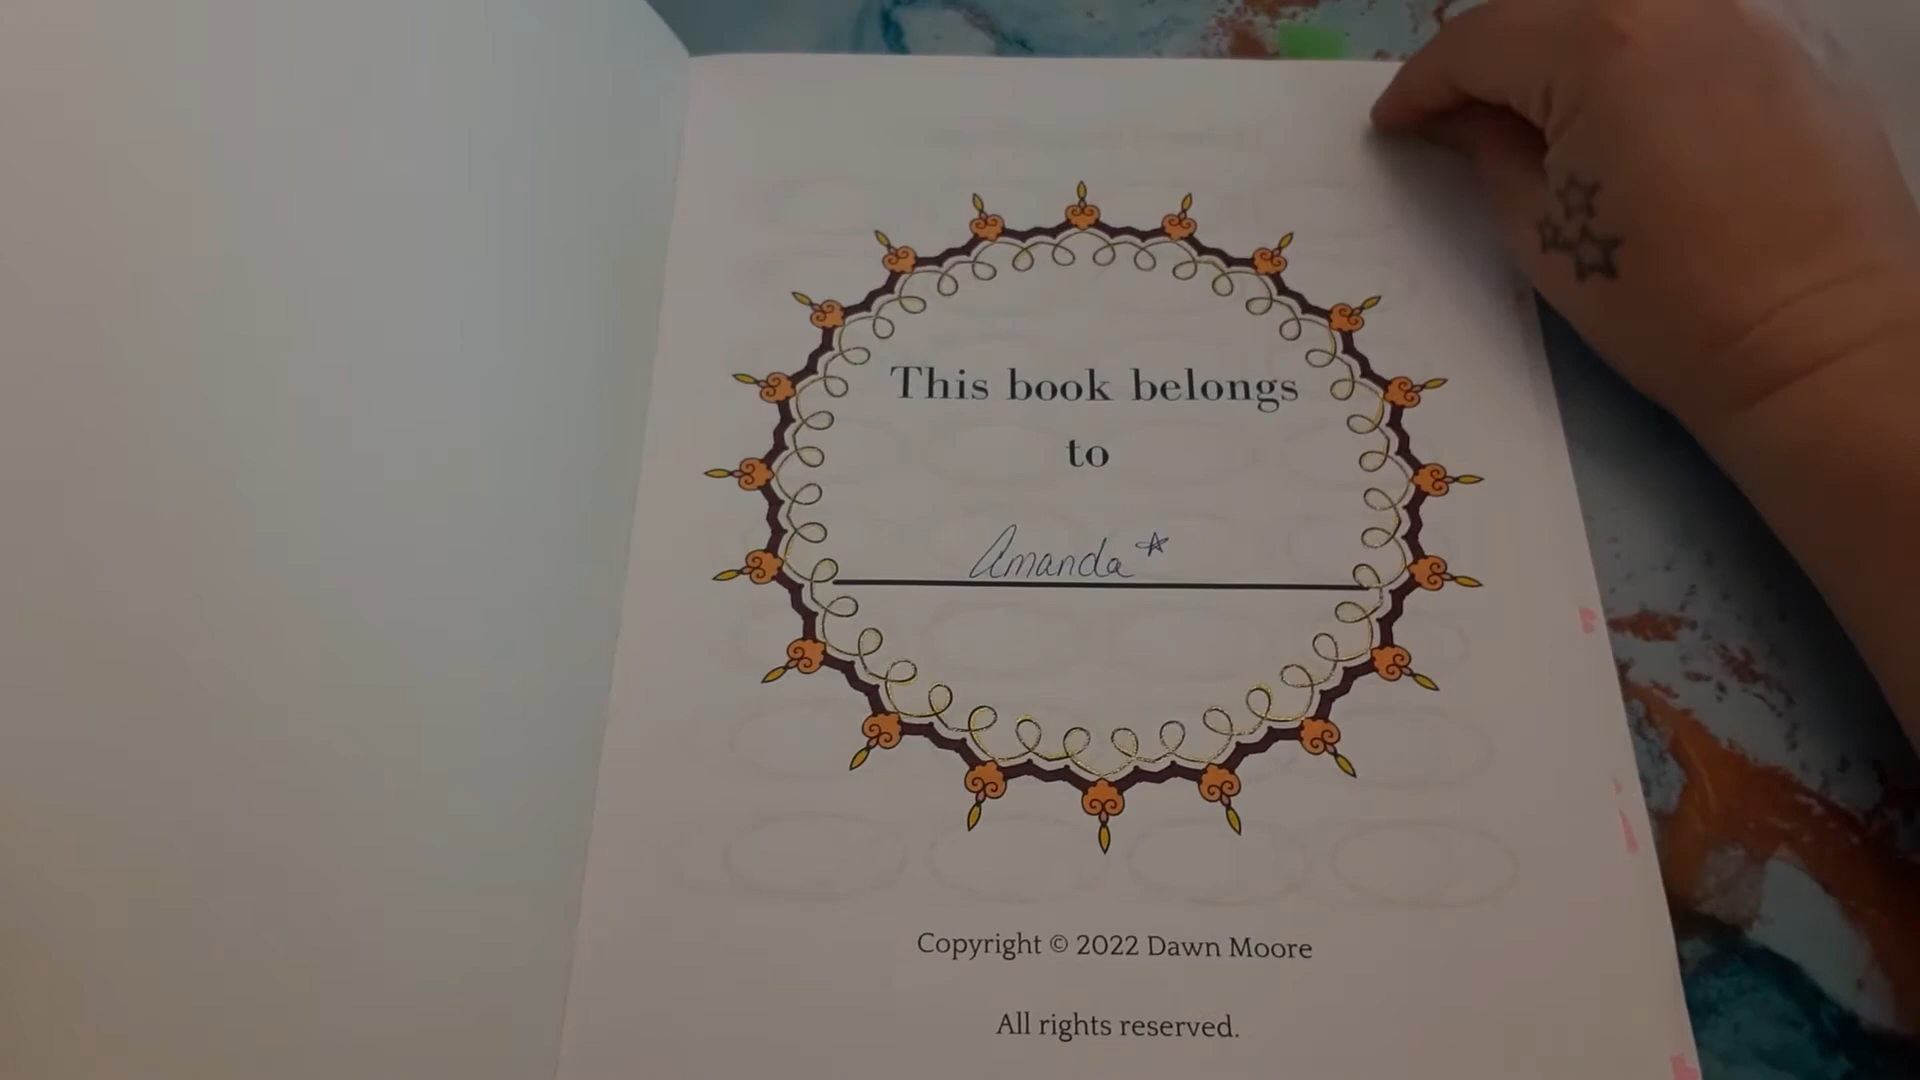 This book belongs
to
Amanda
Copyright © 2022 Dawn Moore
All rights reserved.